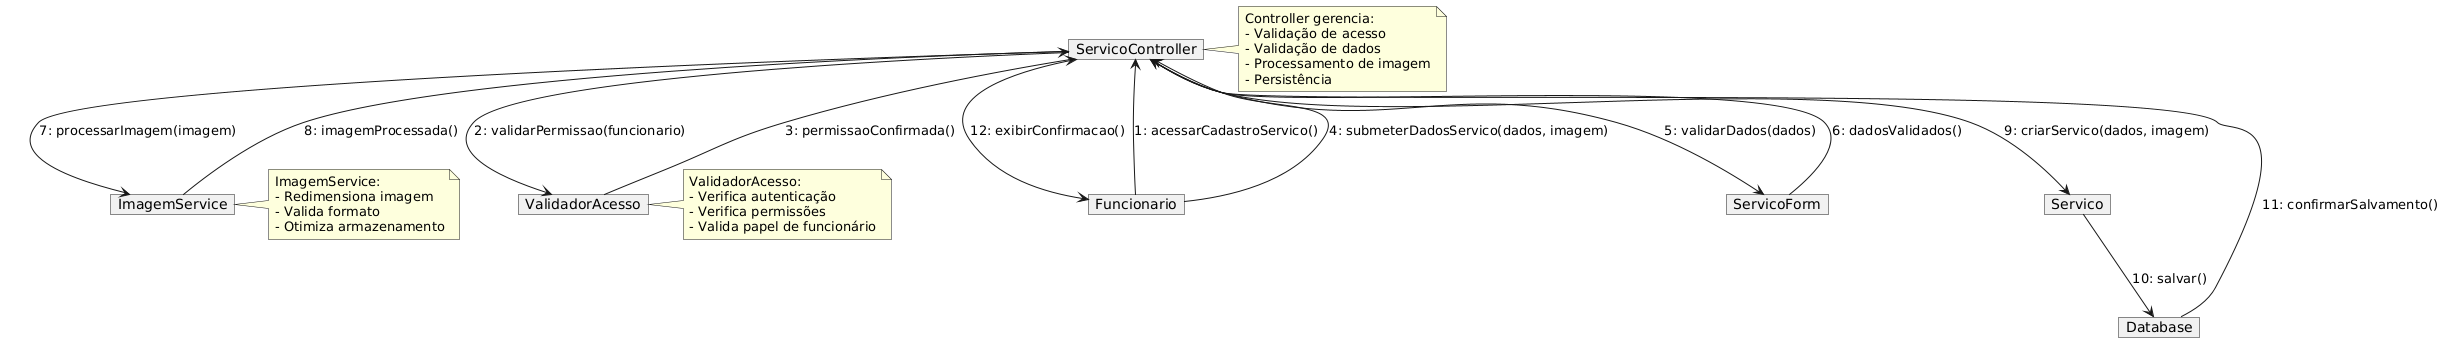 Controller gerencia:
- Validação de acesso
- Validação de dados
- Processamento de imagem
- Persistência
ServicoController
7: processarImagem(imagem)
8: imagemProcessada()
2: validarPermissao(funcionario)
3: permissaoConfirmada()
12: exibirConfirmacao()
1: acessarCadastroServico()
4: submeterDadosServico(dados, imagem)
5: validarDados(dados)
6: dadosValidados()
9: criarServico(dados, imagem)
ImagemService
ImagemService:
- Redimensiona imagem
- Valida formato
- Otimiza armazenamento
ValidadorAcesso
ValidadorAcesso:
- Verifica autenticação
- Verifica permissões
- Valida papel de funcionário
Funcionario
ServicoForm
Servico
11: confirmarSalvamento()
10: salvar()
Database